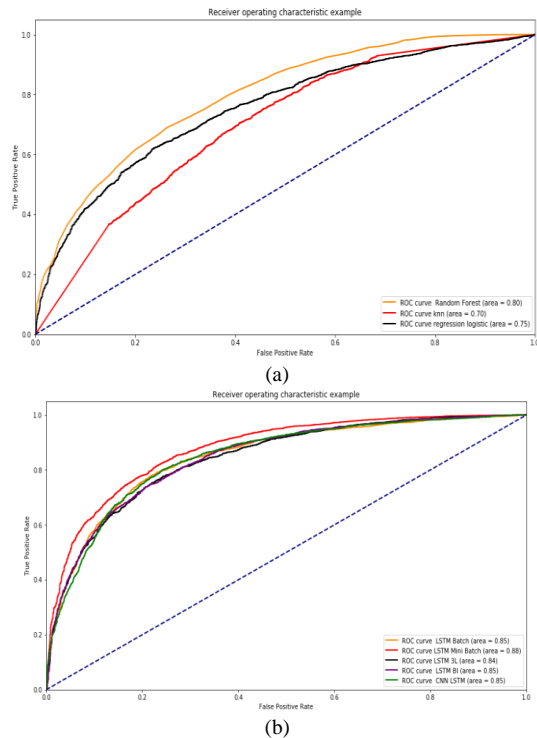 Receiver operating characteristic example
1.0
0.8
0.6
0.4
0.2
0.0
True Positive Rate
0.0
0.2
0.4
0.6
0.8
1.0
False Positive Rate
ROC curve Random Forest (area = 0.80)
ROC curve knn (area = 0.70)
ROC curve regression logistic (area = 0.75)
(a)
Receiver operating characteristic example
1.0
0.8
0.6
0.4
0.2
0.0
True Positive Rate
0.0
0.2
0.4
0.6
0.8
1.0
False Positive Rate
ROC curve LSTM Batch (area = 0.85)
ROC curve LSTM Mini Batch (area = 0.88)
ROC curve LSTM 3L (area = 0.84)
ROC curve LSTM BI (area = 0.85)
ROC curve CNN LSTM (area = 0.85)
(b)